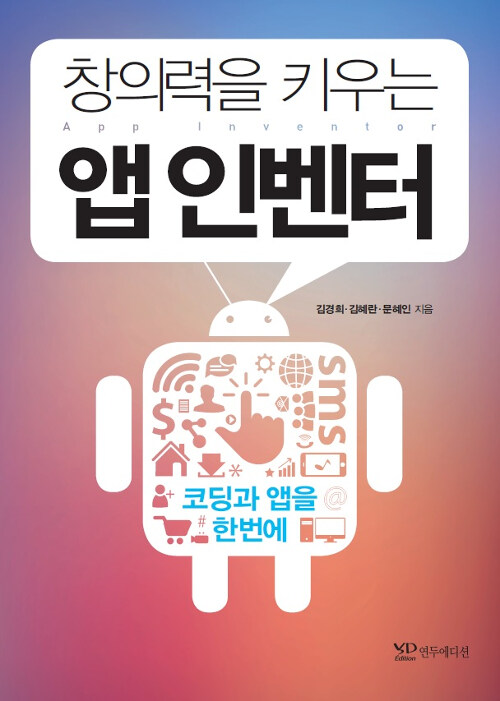 창의력을 키우는
App Inventor
앱 인벤터
김경희·김혜란·문혜인 지음
$
sms
*
코딩과 앱을 @
#
한번에
YD 연두에디션
Edition